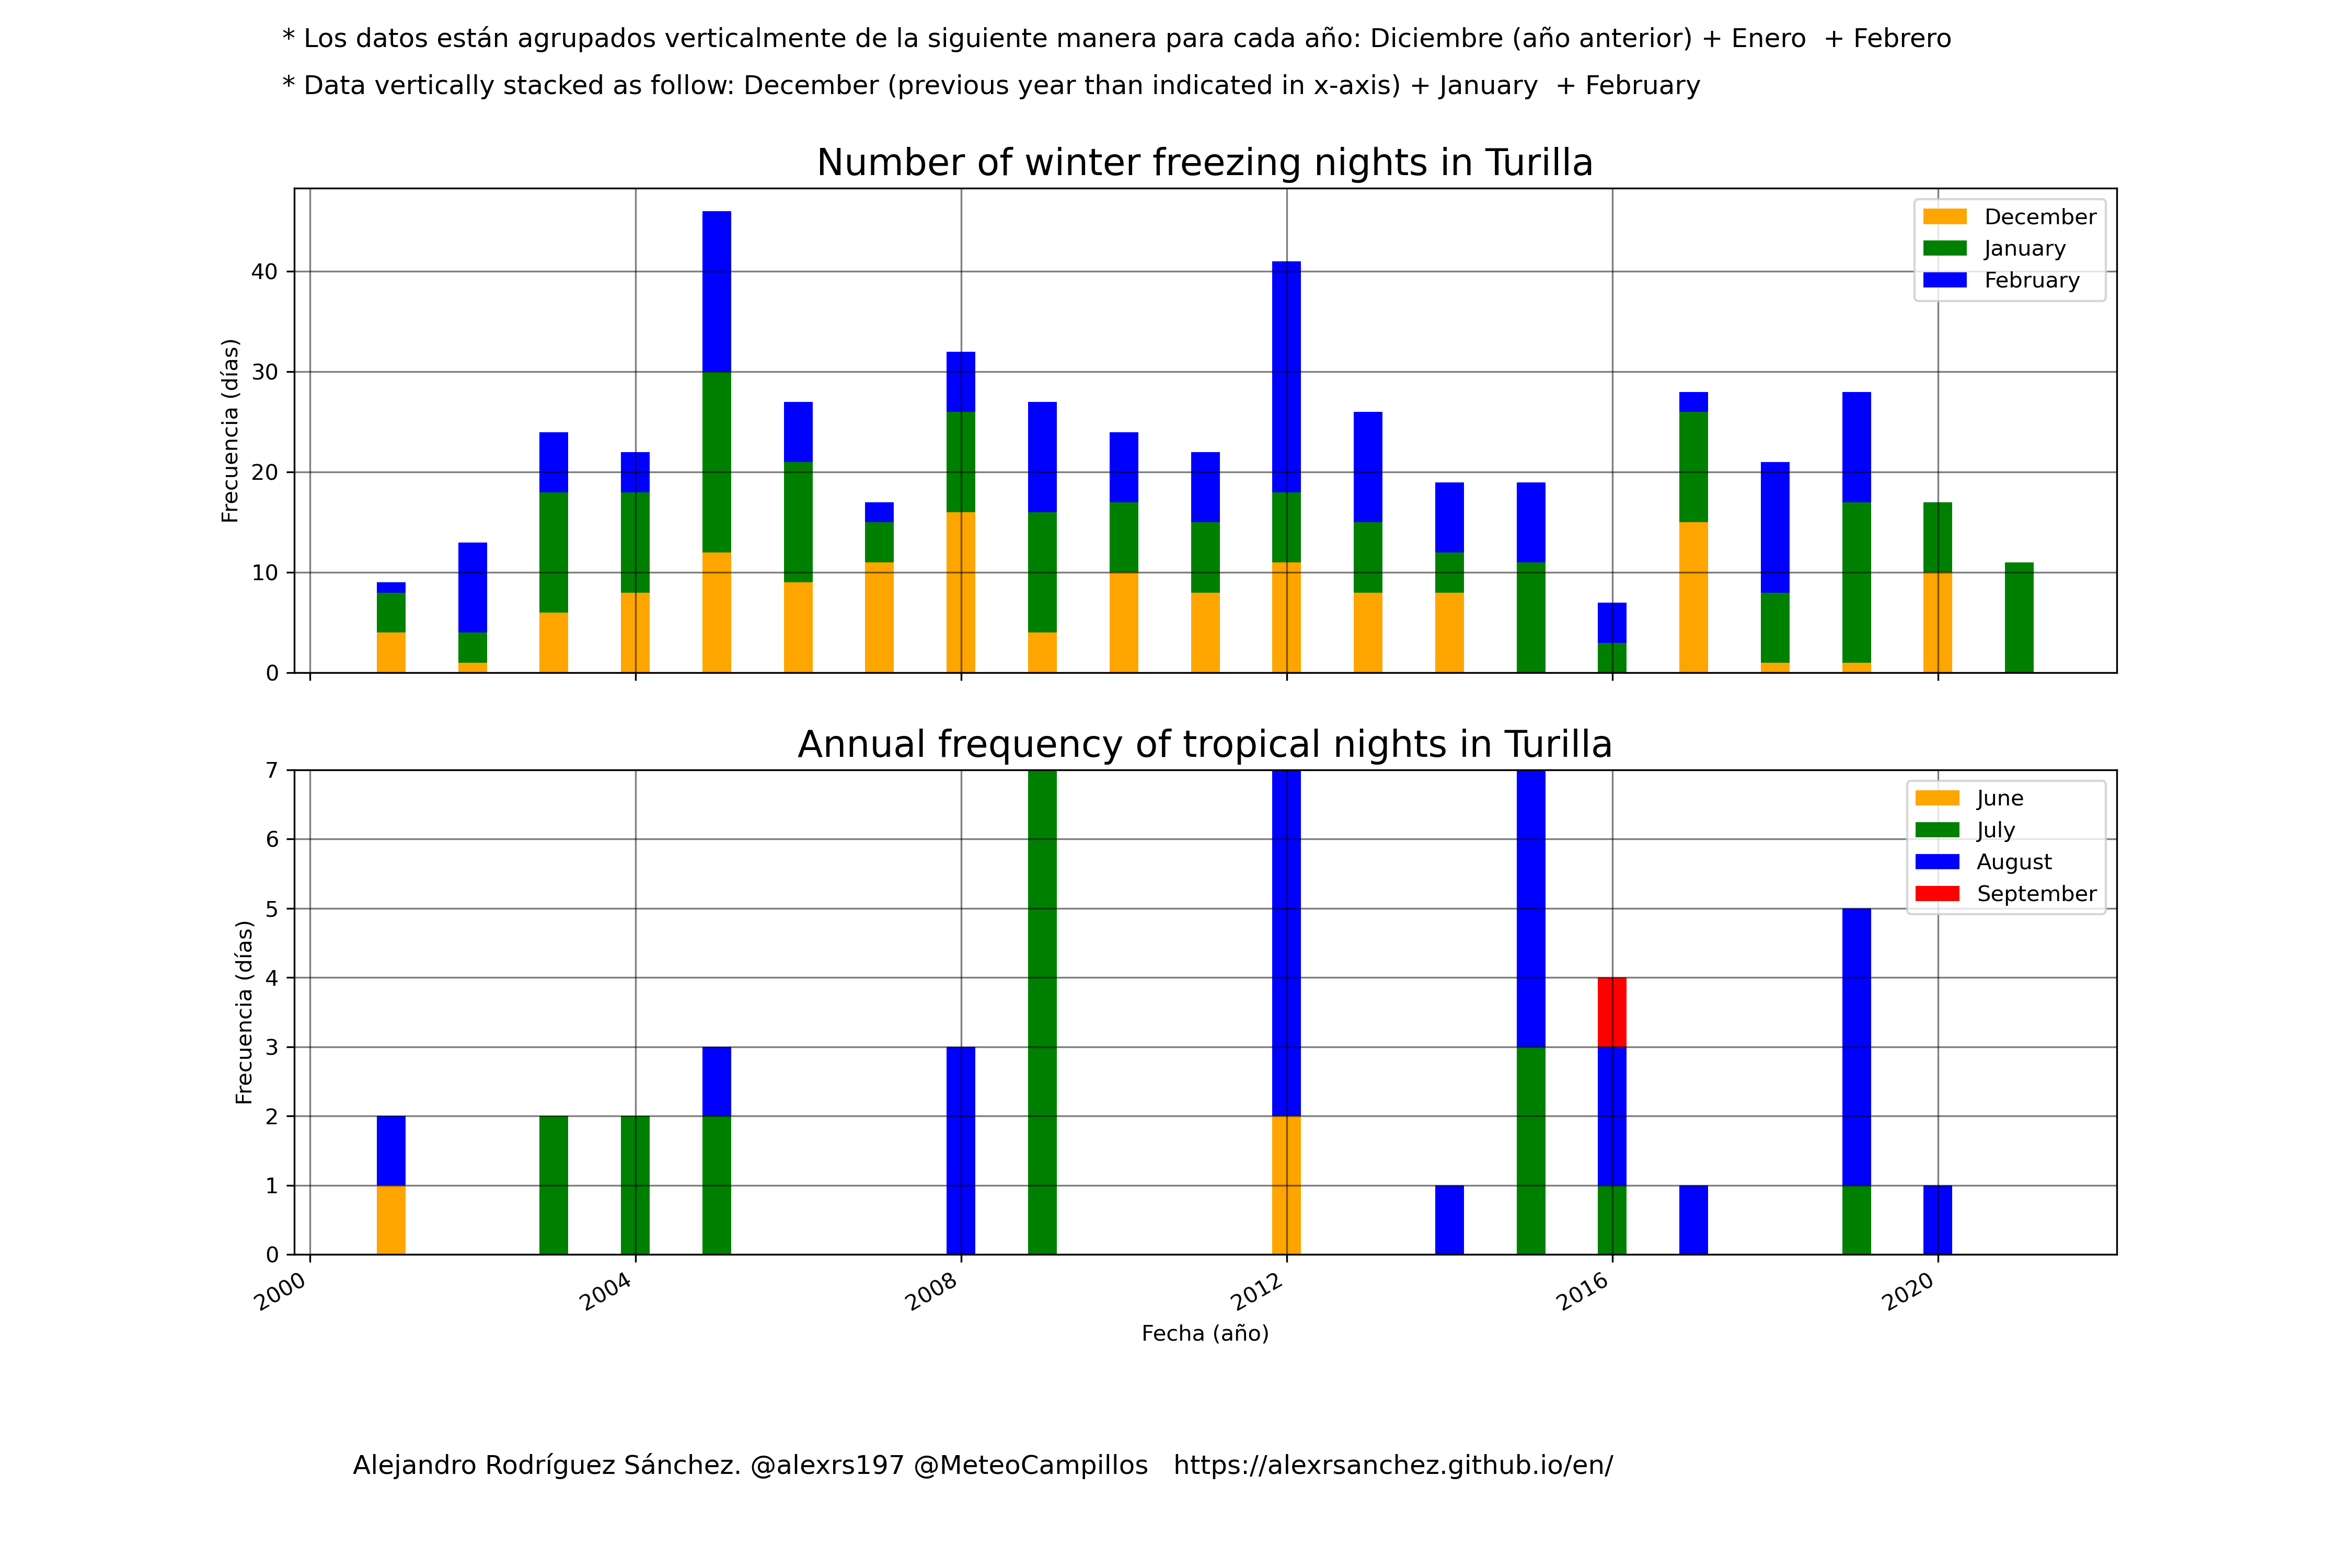 * Los datos están agrupados verticalmente de la siguiente manera para cada año: Diciembre (año anterior) + Enero  + Febrero
* Data vertically stacked as follow: December (previous year than indicated in x-axis) + January  + February
Number of winter freezing nights in Turilla
Frecuencia (días)
40
30
20
10
0
December
January
February
Annual frequency of tropical nights in Turilla
Frecuencia (días)
7
6
5
4
3
2
1
0
June
July
August
September
2000
2004
2008
2012
2016
2020
Fecha (año)
Alejandro Rodríguez Sánchez. @alexrs197 @MeteoCampillos   https://alexrsanchez.github.io/en/